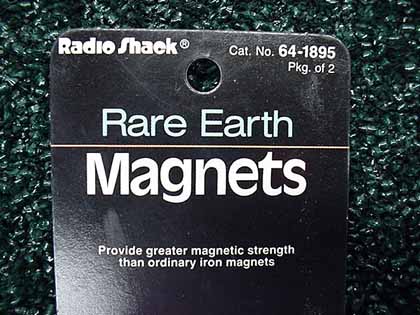 Radio Shack® Cat. No. 64-1895
Pkg. of 2
Rare Earth
Magnets
Provide greater magnetic strength
than ordinary iron magnets